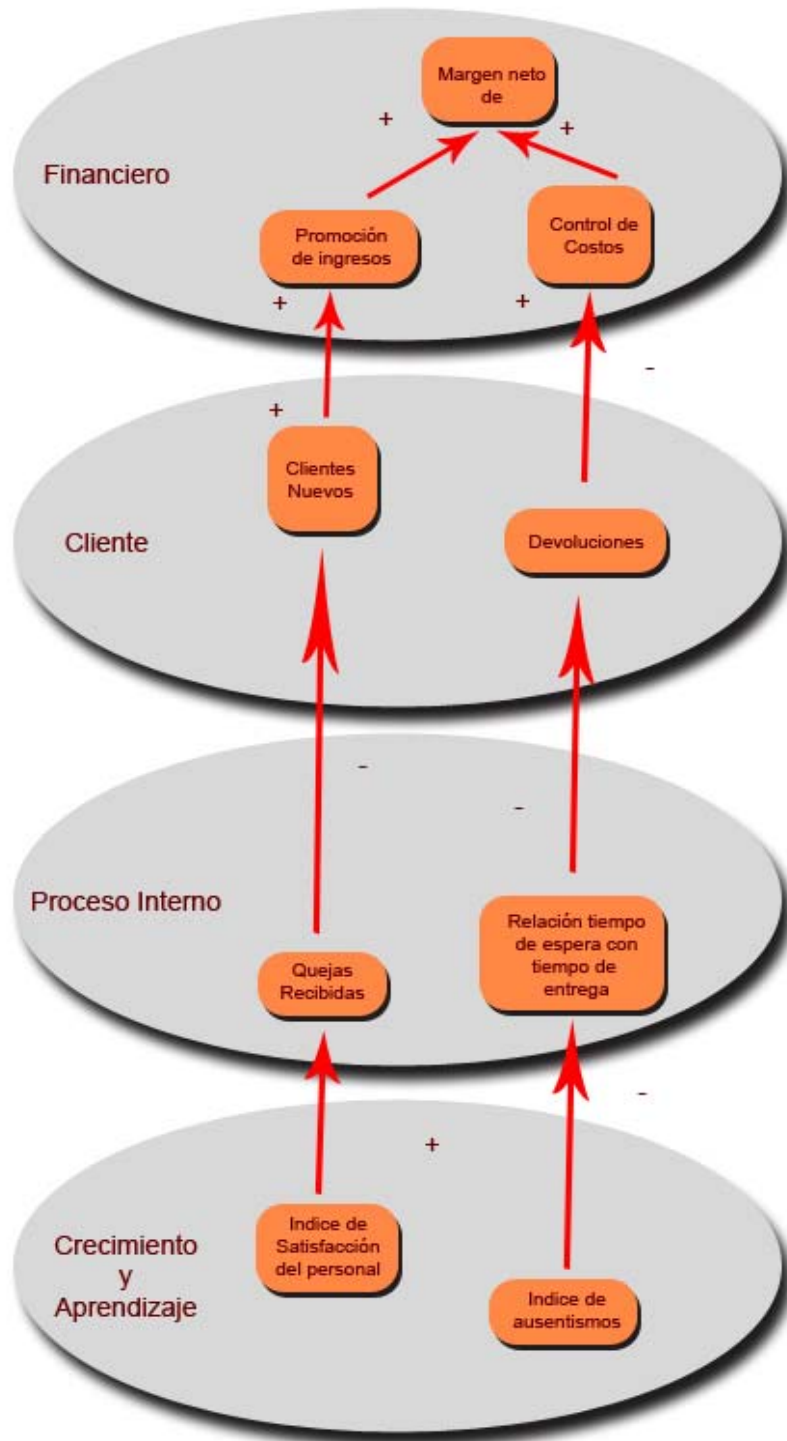 Margen neto
de
+
+
Financiero
Promoción
de ingresos
Control de
Costos
+
+
-
+
Clientes
Nuevos
Cliente
Devoluciones
-
-
Proceso Interno
Relación tiempo
de espera con
tiempo de
entrega
Quejas
Recibidas
-
+
Crecimiento
y
Aprendizaje
Indice de
Satisfacción
del personal
Indice de
ausentismos